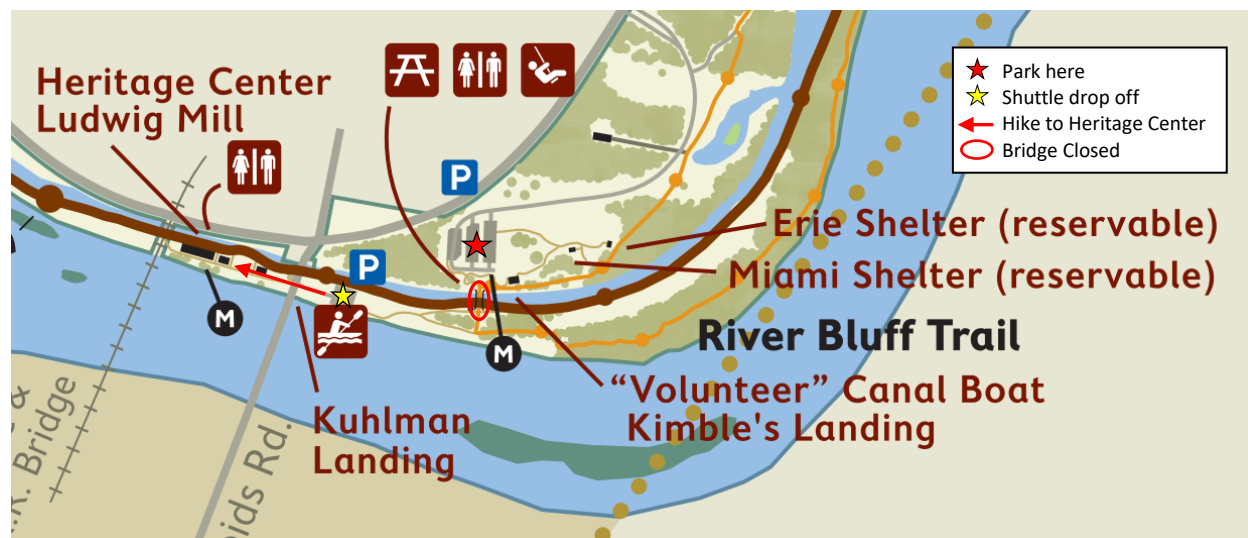 Heritage Center
Ludwig Mill
P
P
M
M
Park here
Shuttle drop off
Hike to Heritage Center
Bridge Closed
Erie Shelter (reservable)
Miami Shelter (reservable)
River Bluff Trail
“Volunteer” Canal Boat
Kimble's Landing
Kuhlman
Landing
&
.R. Bridge
ids Rd.